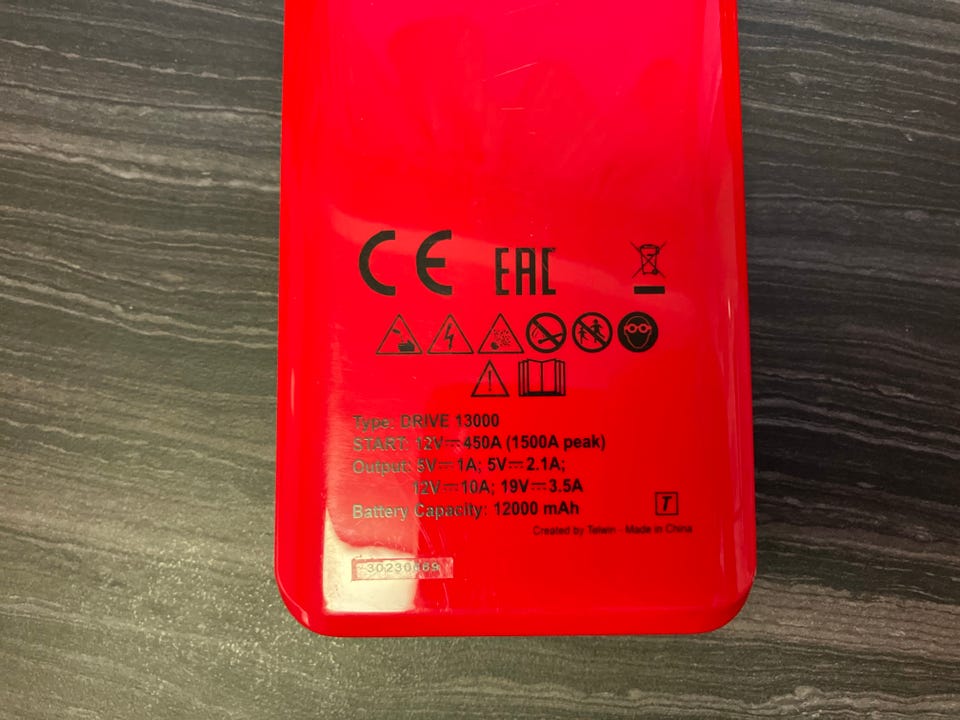 CE EAC
Type: DRIVE 13000
START: 12V⎓450A (1500A peak)
Output: 5V⎓1A; 5V⎓2.1A;
12V⎓10A; 19V⎓3.5A
Battery Capacity: 12000 mAh
T
Created by Telwin - Made in China